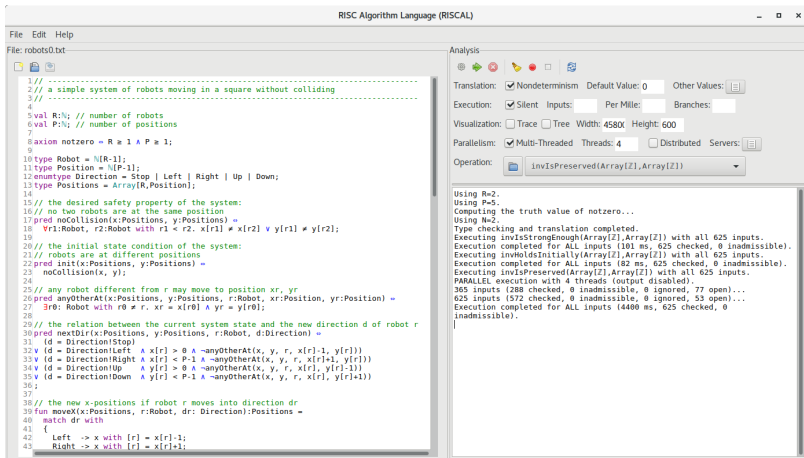 RISC Algorithm Language (RISCAL)
File Edit Help
File: robots0.txt
1 // ----------------------------------------------------------------
2 // a simple system of robots moving in a square without colliding
3 // ----------------------------------------------------------------
4
5 val R:ℕ; // number of robots
6 val P:ℕ; // number of positions
7
8 axiom notzero ⇔ R ≥ 1 ∧ P ≥ 1;
9
10 type Robot = ℕ[R-1];
11 type Position = ℕ[P-1];
12 enumtype Direction = Stop | Left | Right | Up | Down;
13 type Positions = Array[R,Position];
14
15 // the desired safety property of the system:
16 // no two robots are at the same position
17 pred noCollision(x:Positions, y:Positions) ⇔
18 ∀r1:Robot, r2:Robot with r1 < r2. x[r1] ≠ x[r2] ∨ y[r1] ≠ y[r2];
19
20 // the initial state condition of the system:
21 // robots are at different positions
22 pred init(x:Positions, y:Positions) ⇔
23 noCollision(x, y);
24
25 // any robot different from r may move to position xr, yr
26 pred anyOtherAt(x:Positions, y:Positions, r:Robot, xr:Position, yr:Position) ⇔
27 ∃r0: Robot with r0 ≠ r. xr = x[r0] ∧ yr = y[r0];
28
29 // the relation between the current system state and the new direction d of robot r
30 pred nextDir(x:Positions, y:Positions, r:Robot, d:Direction) ⇔
31 (d = Direction!Stop)
32 ∨ (d = Direction!Left ∧ x[r] > 0 ∧ ¬anyOtherAt(x, y, r, x[r]-1, y[r]))
33 ∨ (d = Direction!Right ∧ x[r] < P-1 ∧ ¬anyOtherAt(x, y, r, x[r]+1, y[r]))
34 ∨ (d = Direction!Up ∧ y[r] > 0 ∧ ¬anyOtherAt(x, y, r, x[r], y[r]-1))
35 ∨ (d = Direction!Down ∧ y[r] < P-1 ∧ ¬anyOtherAt(x, y, r, x[r], y[r]+1))
36 ;
37
38 // the new x-positions if robot r moves into direction dr
39 fun moveX(x:Positions, r:Robot, dr: Direction):Positions =
40 match dr with
41 {
42 Left -> x with [r] = x[r]-1;
43 Right -> x with [r] = x[r]+1;
Analysis
Translation: Nondeterminism Default Value: 0 Other Values:
Execution: Silent Inputs: Per Mille: Branches:
Visualization: Trace Tree Width: 4580 Height: 600
Parallelism: Multi-Threaded Threads: 4 Distributed Servers:
Operation: invIsPreserved(Array[ℤ],Array[ℤ])
Using R=2.
Using P=5.
Computing the truth value of notzero...
Using N=2.
Type checking and translation completed.
Executing invIsStrongEnough(Array[ℤ],Array[ℤ]) with all 625 inputs.
Execution completed for ALL inputs (101 ms, 625 checked, 0 inadmissible).
Executing invHoldsInitially(Array[ℤ],Array[ℤ]) with all 625 inputs.
Execution completed for ALL inputs (82 ms, 625 checked, 0 inadmissible).
Executing invIsPreserved(Array[ℤ],Array[ℤ]) with all 625 inputs.
PARALLEL execution with 4 threads (output disabled).
365 inputs (288 checked, 0 inadmissible, 0 ignored, 77 open)...
625 inputs (572 checked, 0 inadmissible, 0 ignored, 53 open)...
Execution completed for ALL inputs (4400 ms, 625 checked, 0
inadmissible).